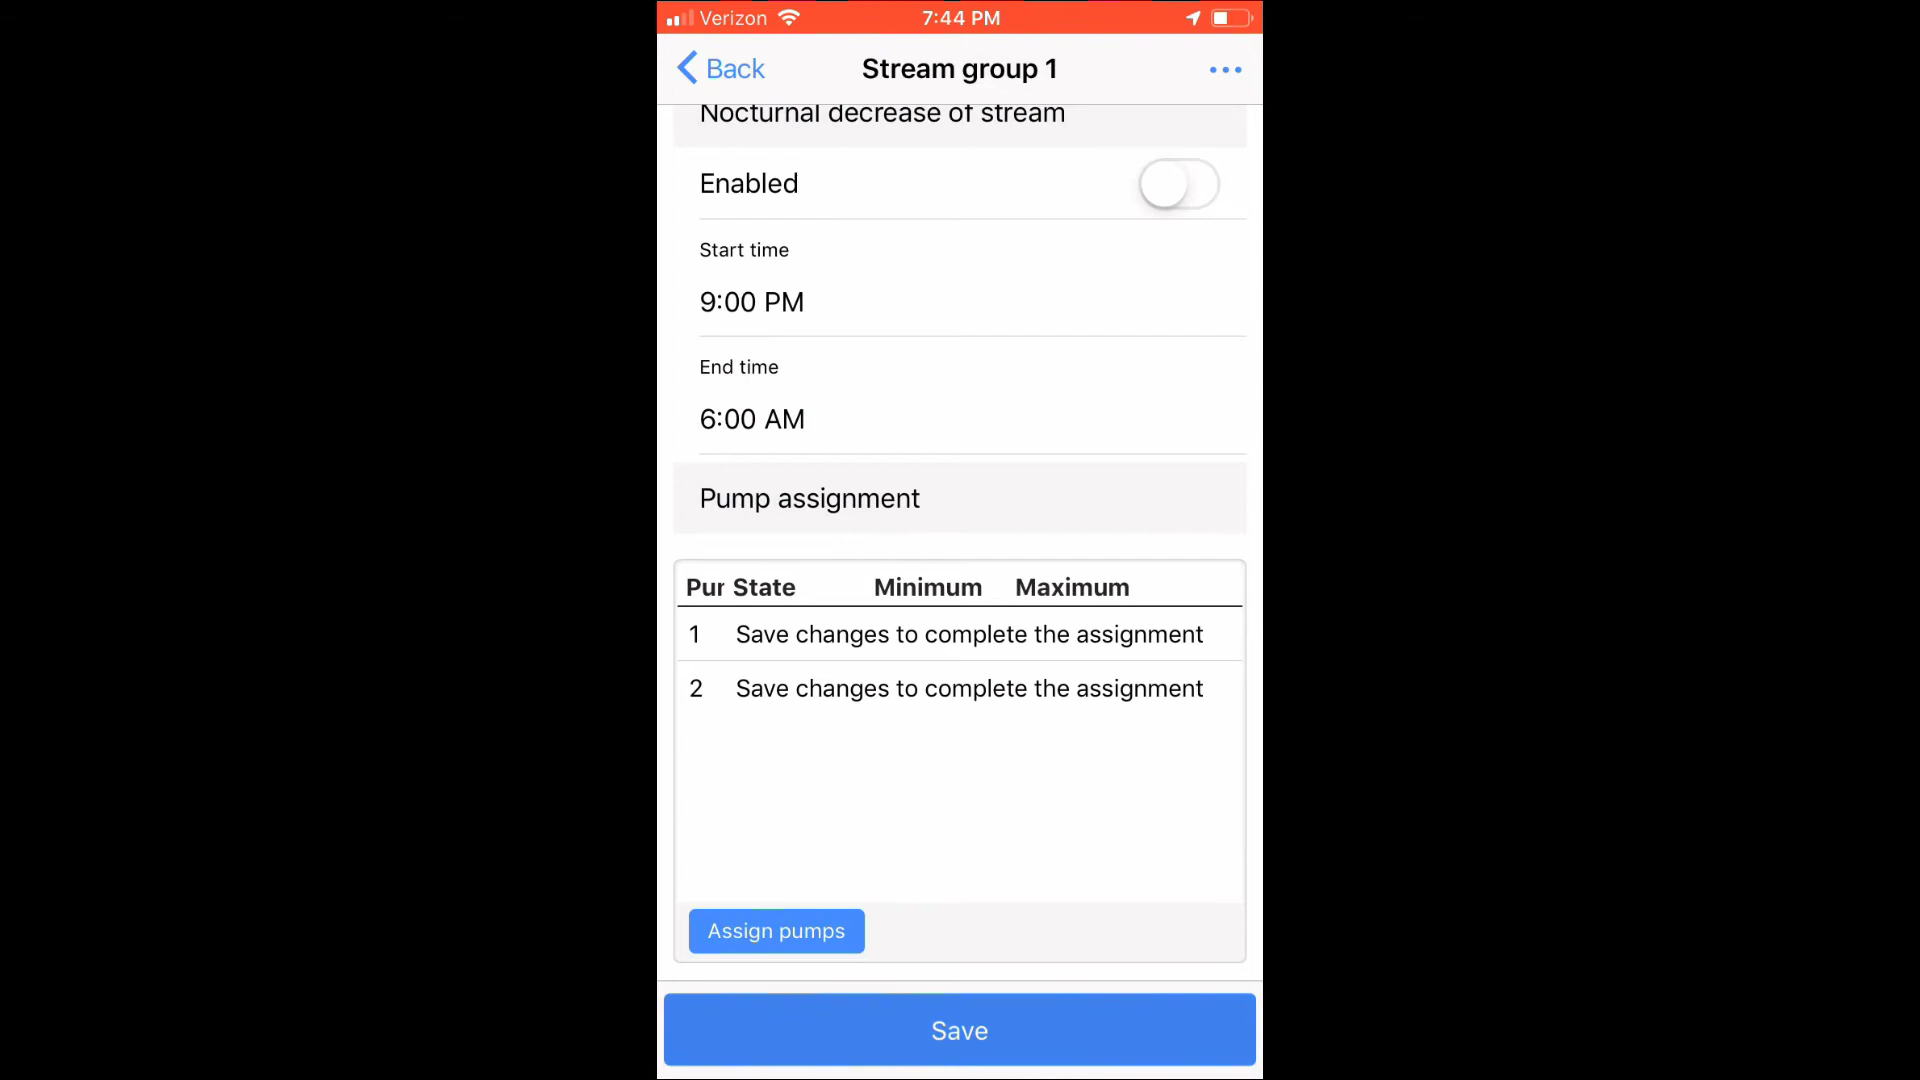 Verizon 7:44 PM
Back Stream group 1
Nocturnal decrease of stream
Enabled
Start time
9:00 PM
End time
6:00 AM
Pump assignment
Pur State Minimum Maximum
1 Save changes to complete the assignment
2 Save changes to complete the assignment
Assign pumps
Save